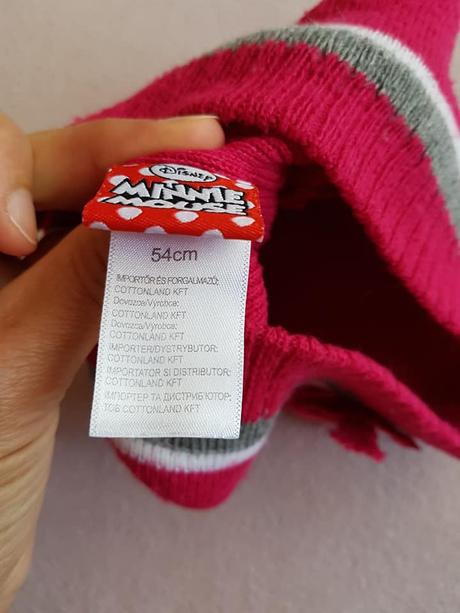 DISNEY
MINNIE
MOUSE
54cm
IMPORTŐR ÉS FORGALMAZÓ:
COTTONLAND KFT
Dovozca/Výrobca:
COTTONLAND KFT
Dovozca/Výrobce:
COTTONLAND KFT
IMPORTER/DYSTRYBUTOR:
COTTONLAND KFT
IMPORTATOR SI DISTRIBUTOR:
COTTONLAND KFT
ІМПОРТЕР ТА ДИСТРИБ'ЮТОР:
ТОВ COTTONLAND KFT